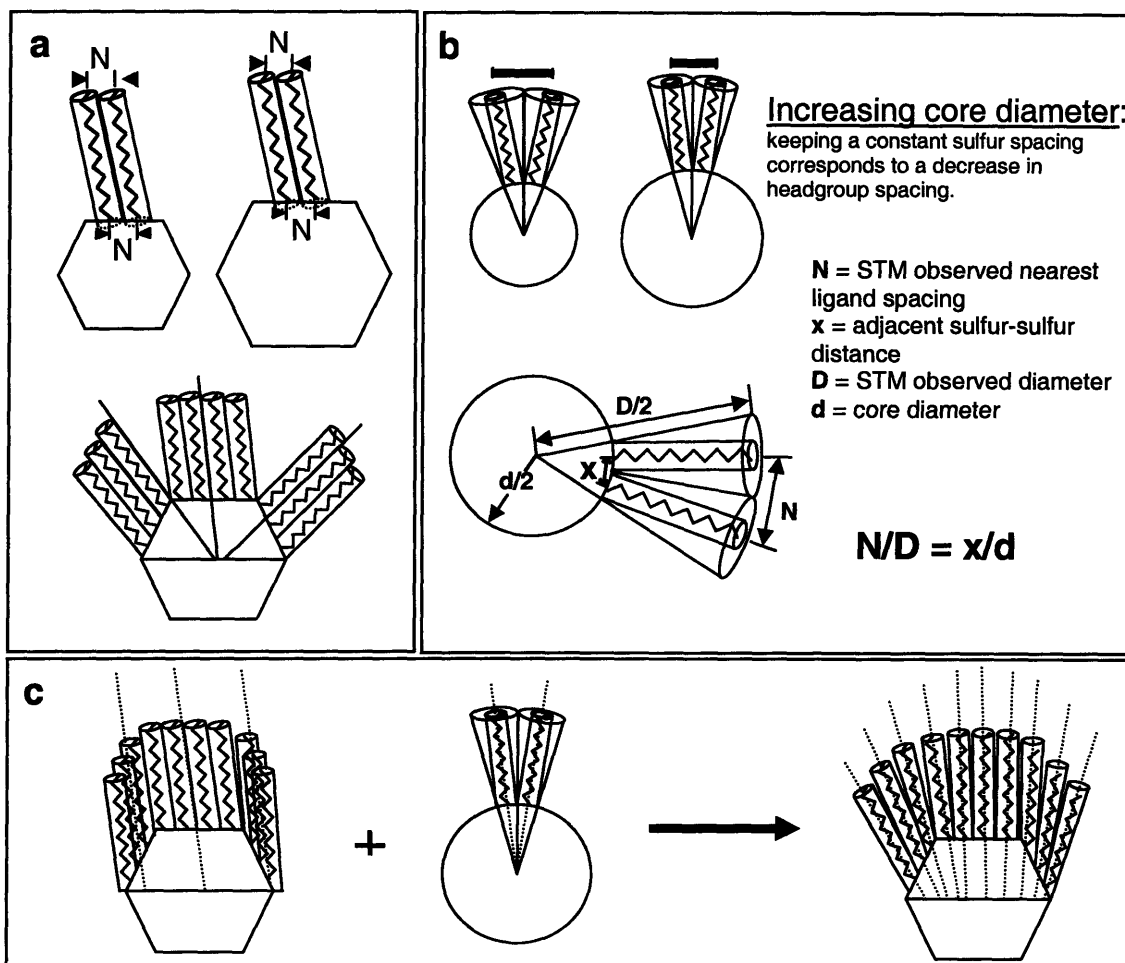 a
N
N
N
N
b
Increasing core diameter:
keeping a constant sulfur spacing
corresponds to a decrease in
headgroup spacing.
N = STM observed nearest
ligand spacing
x = adjacent sulfur-sulfur
distance
D = STM observed diameter
d = core diameter
D/2
d/2
X
N
N/D = x/d
c
+